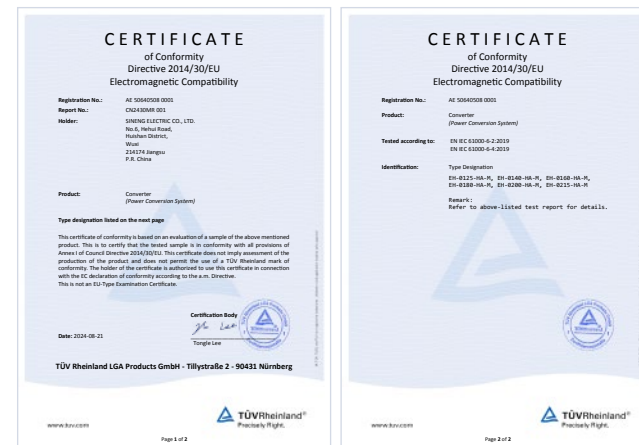 CERTIFICATE
of Conformity
Directive 2014/30/EU
Electromagnetic Compatibility
Registration No.: AE 50640508 0001
Report No.: CN2430MR 001
Holder: SINENG ELECTRIC CO., LTD.
No.6, Hehui Road,
Huishan District,
Wuxi
214174 Jiangsu
P.R. China
Product: Converter
(Power Conversion System)
Type designation listed on the next page
This certificate of conformity is based on an evaluation of a sample of the above mentioned
product. This is to certify that the tested sample is in conformity with all provisions of
Annex I of Council Directive 2014/30/EU. This certificate does not imply assessment of the
production of the product and does not permit the use of a TÜV Rheinland mark of
conformity. The holder of the certificate is authorized to use this certificate in connection
with the EC declaration of conformity according to the a.m. Directive.
This is not an EU-Type Examination Certificate.
Certification Body
Date: 2024-08-21
Tongle Lee
TÜV Rheinland LGA Products GmbH - Tillystraße 2 - 90431 Nürnberg
www.tuv.com
TÜVRheinland®
Precisely Right.
Page 1 of 2
CERTIFICATE
of Conformity
Directive 2014/30/EU
Electromagnetic Compatibility
Registration No.: AE 50640508 0001
Product: Converter
(Power Conversion System)
Tested according to: EN IEC 61000-6-2:2019
EN IEC 61000-6-4:2019
Identification: Type Designation
EH-0125-HA-M, EH-0140-HA-M, EH-0160-HA-M,
EH-0180-HA-M, EH-0200-HA-M, EH-0215-HA-M
Remark:
Refer to above-listed test report for details.
www.tuv.com
TÜVRheinland®
Precisely Right.
Page 2 of 2